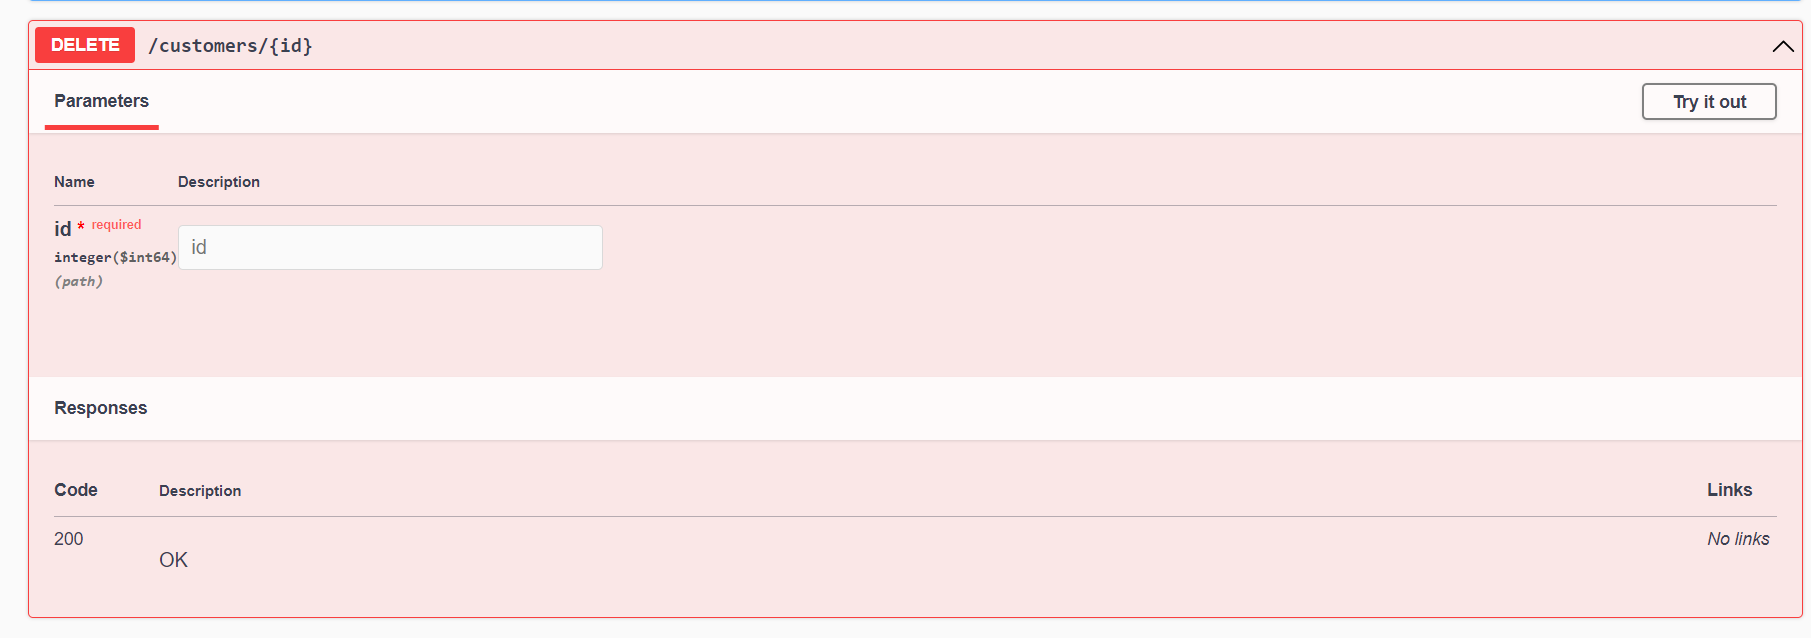 DELETE /customers/{id}
Parameters
Try it out
Name Description
id * required
integer($int64)
(path)
id
Responses
Code Description Links
200
OK
No links